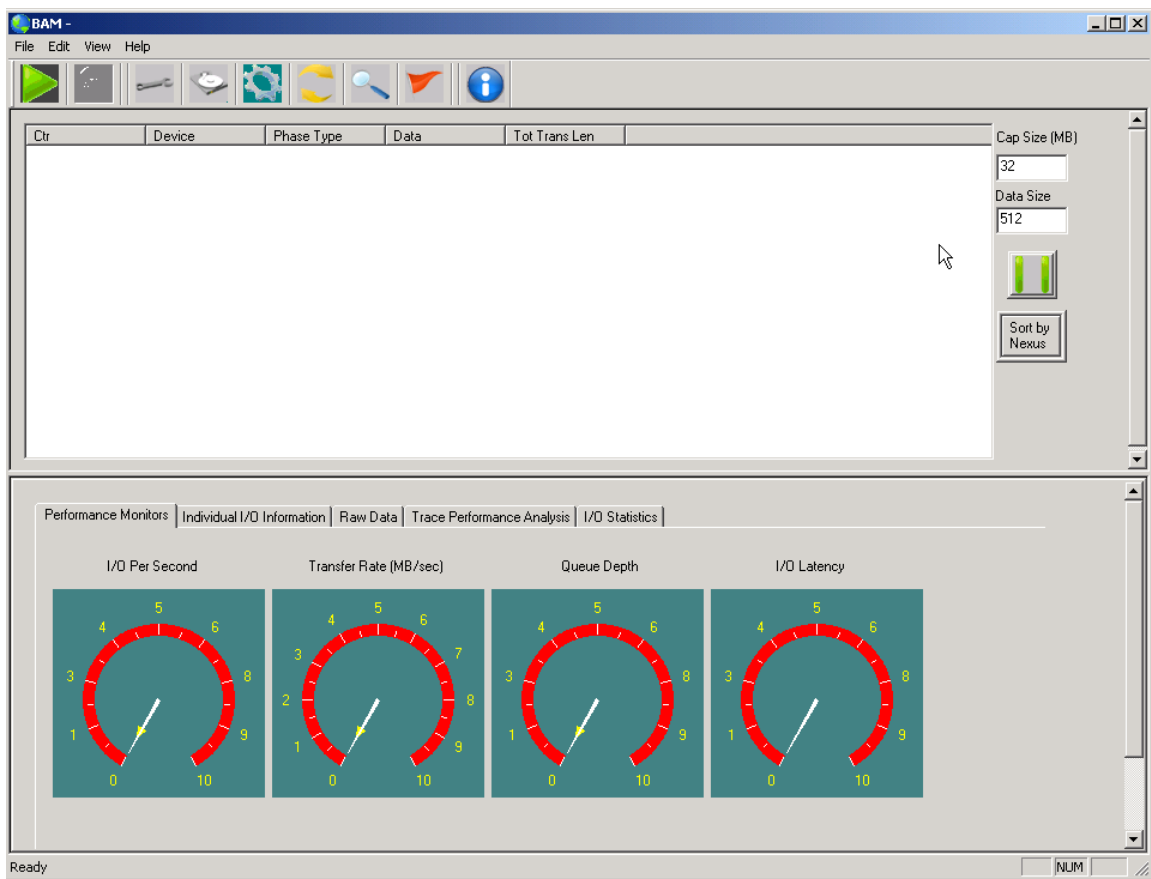 BAM -
File Edit View Help
Ctr Device Phase Type Data Tot Trans Len
Cap Size (MB)
32
Data Size
512
Sort by
Nexus
Performance Monitors Individual I/O Information Raw Data Trace Performance Analysis I/O Statistics
I/O Per Second Transfer Rate (MB/sec) Queue Depth I/O Latency
0 1 3 4 5 6 8 9 10
0 1 2 3 4 5 6 7 8 9 10
0 1 3 4 5 6 8 9 10
0 1 3 4 5 6 8 9 10
Ready NUM